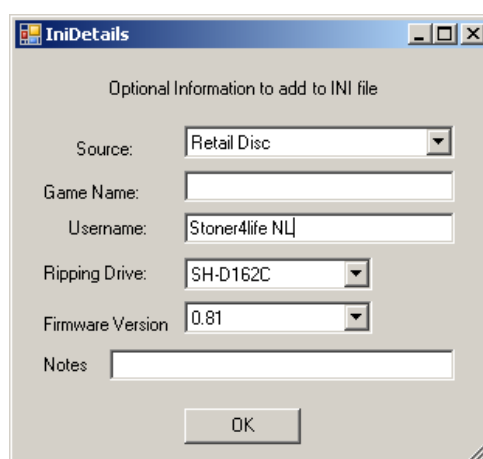 IniDetails
Optional Information to add to INI file
Source: Retail Disc
Game Name:
Username: Stoner4life NL
Ripping Drive: SH-D162C
Firmware Version 0.81
Notes
OK